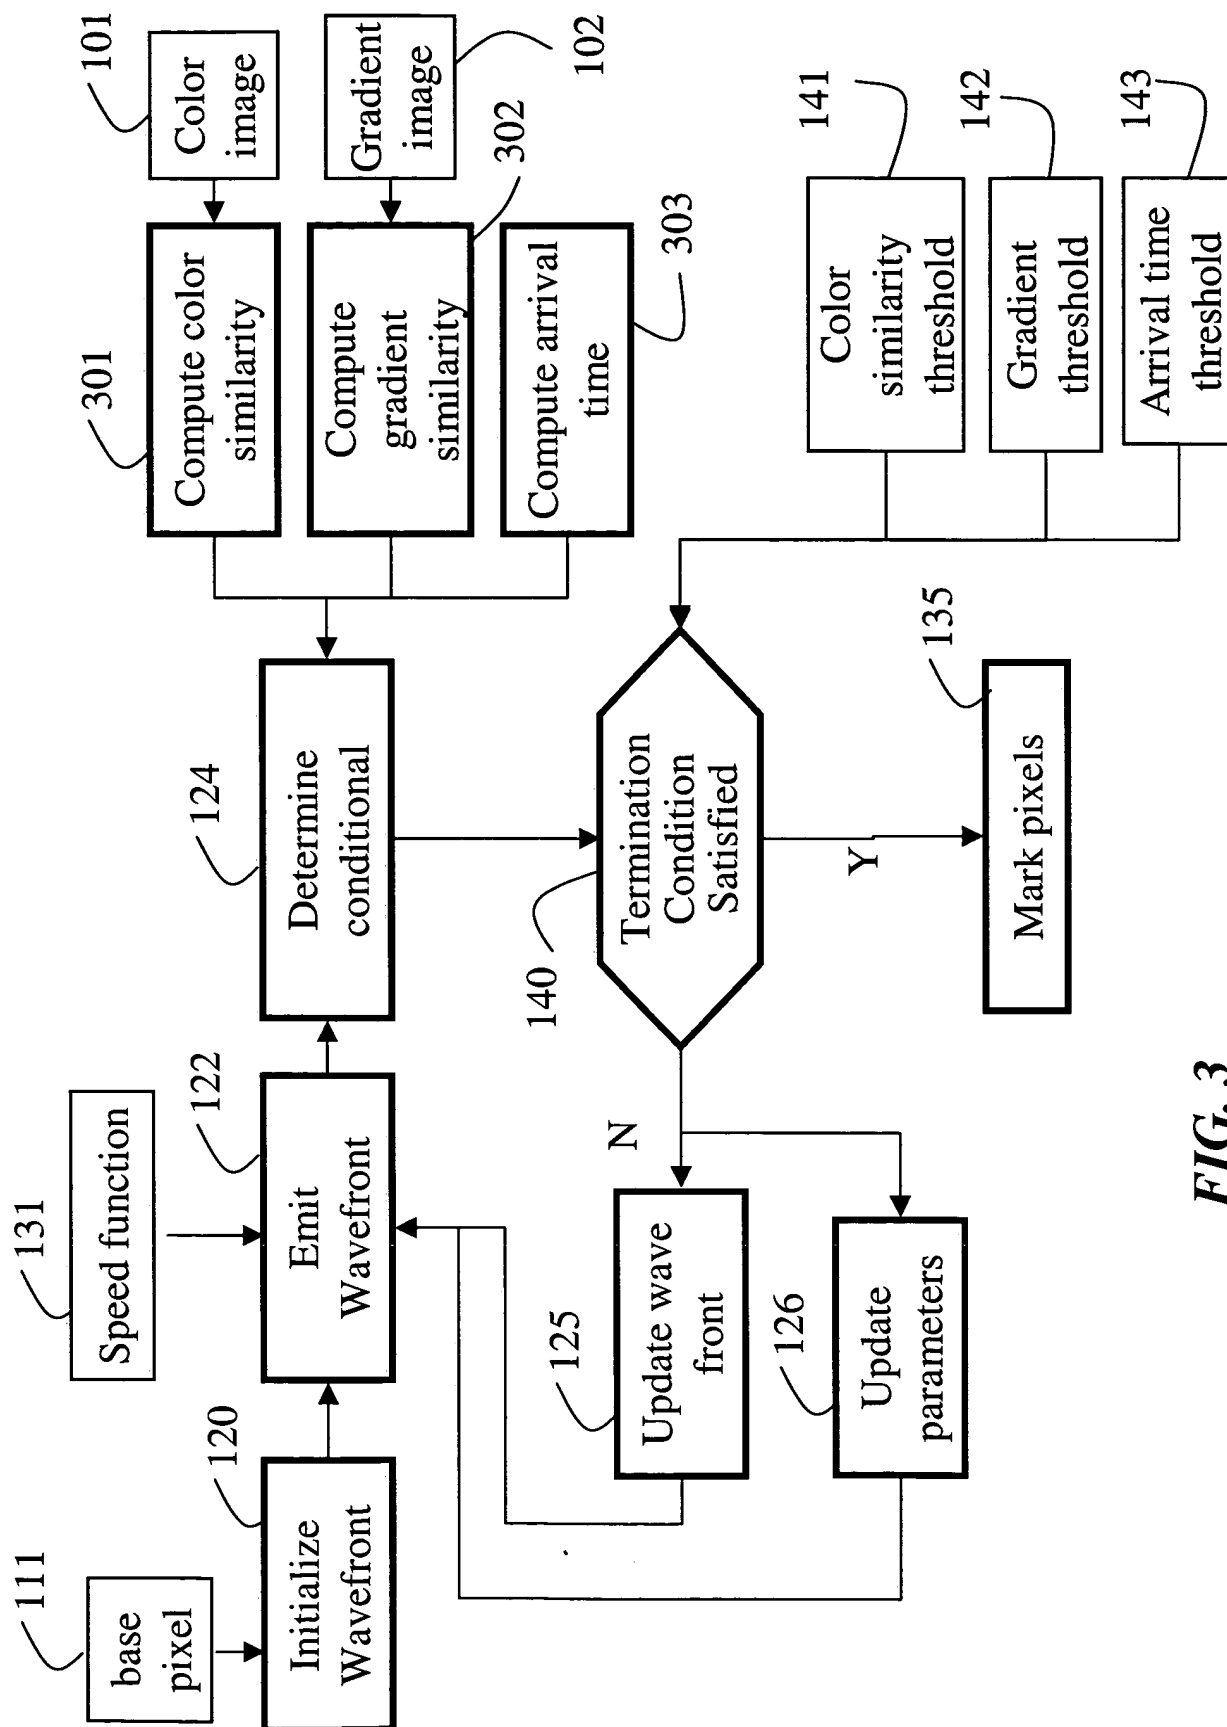 111
base
pixel
131
Speed function
101
Color
image
120
Initialize
Wavefront
122
Emit
Wavefront
124
Determine
conditional
301
Compute color
similarity
Gradient
image
102
Compute
gradient
similarity
302
Compute arrival
time
303
125
Update wave
front
N
140
Termination
Condition
Satisfied
Y
Color
similarity
threshold
141
126
Update
parameters
135
Mark pixels
Gradient
threshold
142
Arrival time
threshold
143
FIG. 3